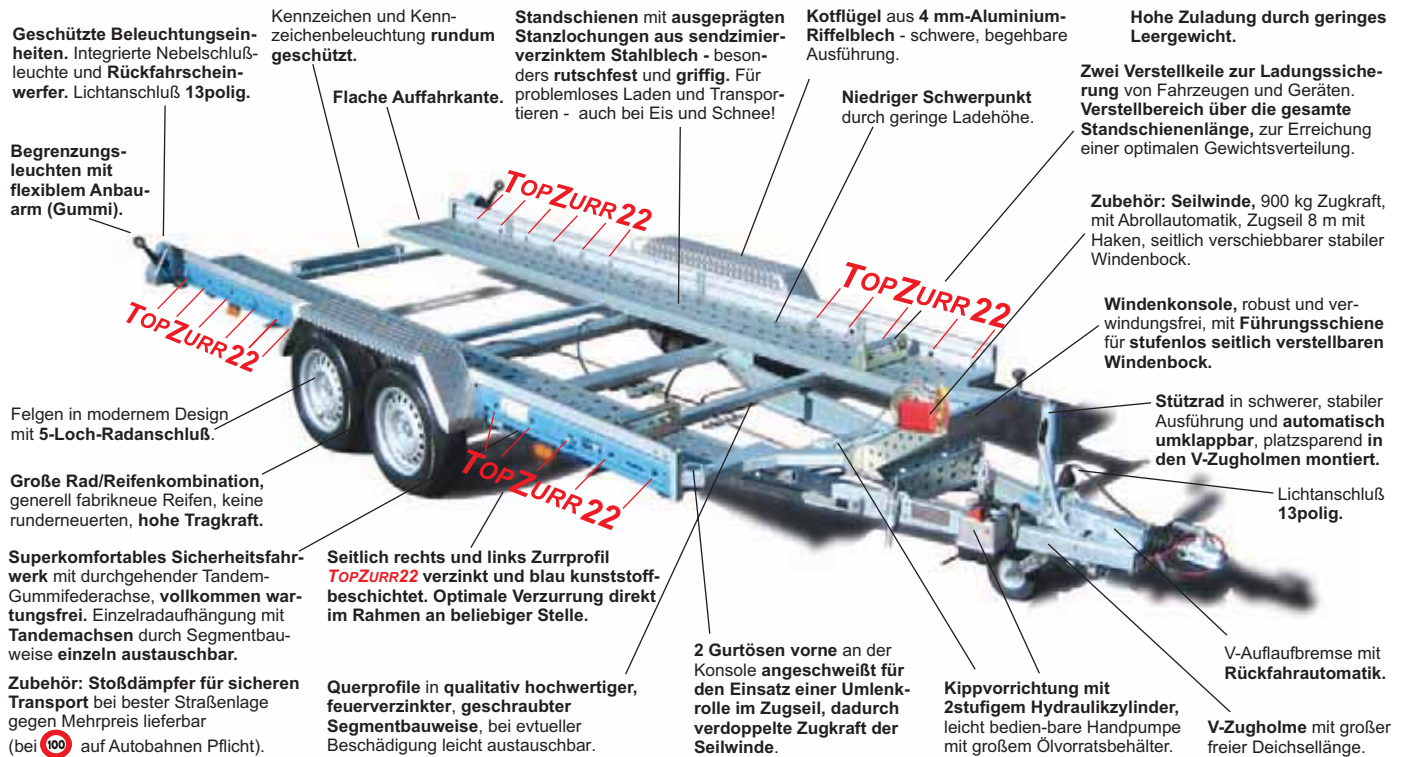 Geschützte Beleuchtungsein-
heiten. Integrierte Nebelschluß-
leuchte und Rückfahrschein-
werfer. Lichtanschluß 13polig.
Kennzeichen und Kenn-
zeichenbeleuchtung rundum
geschützt.
Flache Auffahrkante.
Standschienen mit ausgeprägten
Stanzlochungen aus sendzimier-
verzinktem Stahlblech - beson-
ders rutschfest und griffig. Für
problemloses Laden und Transpor-
tieren - auch bei Eis und Schnee!
Kotflügel aus 4 mm-Aluminium-
Riffelblech - schwere, begehbare
Ausführung.
Niedriger Schwerpunkt
durch geringe Ladehöhe.
Hohe Zuladung durch geringes
Leergewicht.
Zwei Verstellkeile zur Ladungssiche-
rung von Fahrzeugen und Geräten.
Verstellbereich über die gesamte
Standschienenlänge, zur Erreichung
einer optimalen Gewichtsverteilung.
Begrenzungs-
leuchten mit
flexiblem Anbau-
arm (Gummi).
TOPZURR22
TOPZURR22
TOPZURR22
TOPZURR22
Zubehör: Seilwinde, 900 kg Zugkraft,
mit Abrollautomatik, Zugseil 8 m mit
Haken, seitlich verschiebbarer stabiler
Windenbock.
Windenkonsole, robust und ver-
windungsfrei, mit Führungsschiene
für stufenlos seitlich verstellbaren
Windenbock.
Stützrad in schwerer, stabiler
Ausführung und automatisch
umklappbar, platzsparend in
den V-Zugholmen montiert.
Lichtanschluß
13polig.
Felgen in modernem Design
mit 5-Loch-Radanschluß.
Große Rad/Reifenkombination,
generell fabrikneue Reifen, keine
runderneuerten, hohe Tragkraft.
Superkomfortables Sicherheitsfahr-
werk mit durchgehender Tandem-
Gummifederachse, vollkommen war-
tungsfrei. Einzelradaufhängung mit
Tandemachsen durch Segmentbau-
weise einzeln austauschbar.
Zubehör: Stoßdämpfer für sicheren
Transport bei bester Straßenlage
gegen Mehrpreis lieferbar
(bei 100 auf Autobahnen Pflicht).
Seitlich rechts und links Zurrprofil
TOPZURR22 verzinkt und blau kunststoff-
beschichtet. Optimale Verzurrung direkt
im Rahmen an beliebiger Stelle.
Querprofile in qualitativ hochwertiger,
feuerverzinkter, geschraubter
Segmentbauweise, bei evtueller
Beschädigung leicht austauschbar.
2 Gurtösen vorne an der
Konsole angeschweißt für
den Einsatz einer Umlenk-
rolle im Zugseil, dadurch
verdoppelte Zugkraft der
Seilwinde.
Kippvorrichtung mit
2stufigem Hydraulikzylinder,
leicht bedien-bare Handpumpe
mit großem Ölvorratsbehälter.
V-Auflaufbremse mit
Rückfahrautomatik.
V-Zugholme mit großer
freier Deichsellänge.